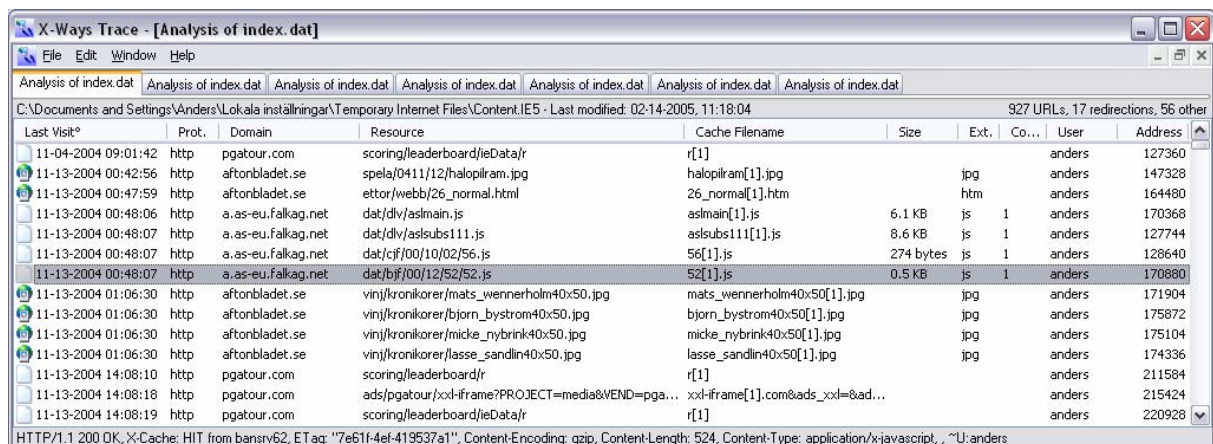 X-Ways Trace - [Analysis of index.dat]
File Edit Window Help
Analysis of index.dat Analysis of index.dat Analysis of index.dat Analysis of index.dat Analysis of index.dat Analysis of index.dat Analysis of index.dat
C:\Documents and Settings\Anders\Lokala inställningar\Temporary Internet Files\Content.IE5 - Last modified: 02-14-2005, 11:18:04 927 URLs, 17 redirections, 56 other
Last Visit° Prot. Domain Resource Cache Filename Size Ext. Co... User Address
11-04-2004 09:01:42 http pgatour.com scoring/leaderboard/ieData/r r[1] anders 127360
11-13-2004 00:42:56 http aftonbladet.se spela/0411/12/halopilram.jpg halopilram[1].jpg jpg anders 147328
11-13-2004 00:47:59 http aftonbladet.se ettor/webb/26_normal.html 26_normal[1].htm htm anders 164480
11-13-2004 00:48:06 http a.as-eu.falkag.net dat/dlv/aslmain.js aslmain[1].js 6.1 KB js 1 anders 170368
11-13-2004 00:48:07 http a.as-eu.falkag.net dat/dlv/aslsubs111.js aslsubs111[1].js 8.6 KB js 1 anders 127744
11-13-2004 00:48:07 http a.as-eu.falkag.net dat/cjf/00/10/02/56.js 56[1].js 274 bytes js 1 anders 128640
11-13-2004 00:48:07 http a.as-eu.falkag.net dat/bjf/00/12/52/52.js 52[1].js 0.5 KB js 1 anders 170880
11-13-2004 01:06:30 http aftonbladet.se vinj/kronikorer/mats_wennerholm40x50.jpg mats_wennerholm40x50[1].jpg jpg anders 171904
11-13-2004 01:06:30 http aftonbladet.se vinj/kronikorer/bjorn_bystrom40x50.jpg bjorn_bystrom40x50[1].jpg jpg anders 175872
11-13-2004 01:06:30 http aftonbladet.se vinj/kronikorer/micke_nybrink40x50.jpg micke_nybrink40x50[1].jpg jpg anders 175104
11-13-2004 01:06:30 http aftonbladet.se vinj/kronikorer/lasse_sandlin40x50.jpg lasse_sandlin40x50[1].jpg jpg anders 174336
11-13-2004 14:08:10 http pgatour.com scoring/leaderboard/r r[1] anders 211584
11-13-2004 14:08:18 http pgatour.com ads/pgatour/xxl-iframe?PROJECT=media&VEND=pga... xxl-iframe[1].com&ads_xxl=&ad... anders 215424
11-13-2004 14:08:19 http pgatour.com scoring/leaderboard/ieData/r r[1] anders 220928
HTTP/1.1 200 OK, X-Cache: HIT from bansrv62, ETag: "7e61f-4ef-419537a1", Content-Encoding: gzip, Content-Length: 524, Content-Type: application/x-javascript, , ~U:anders